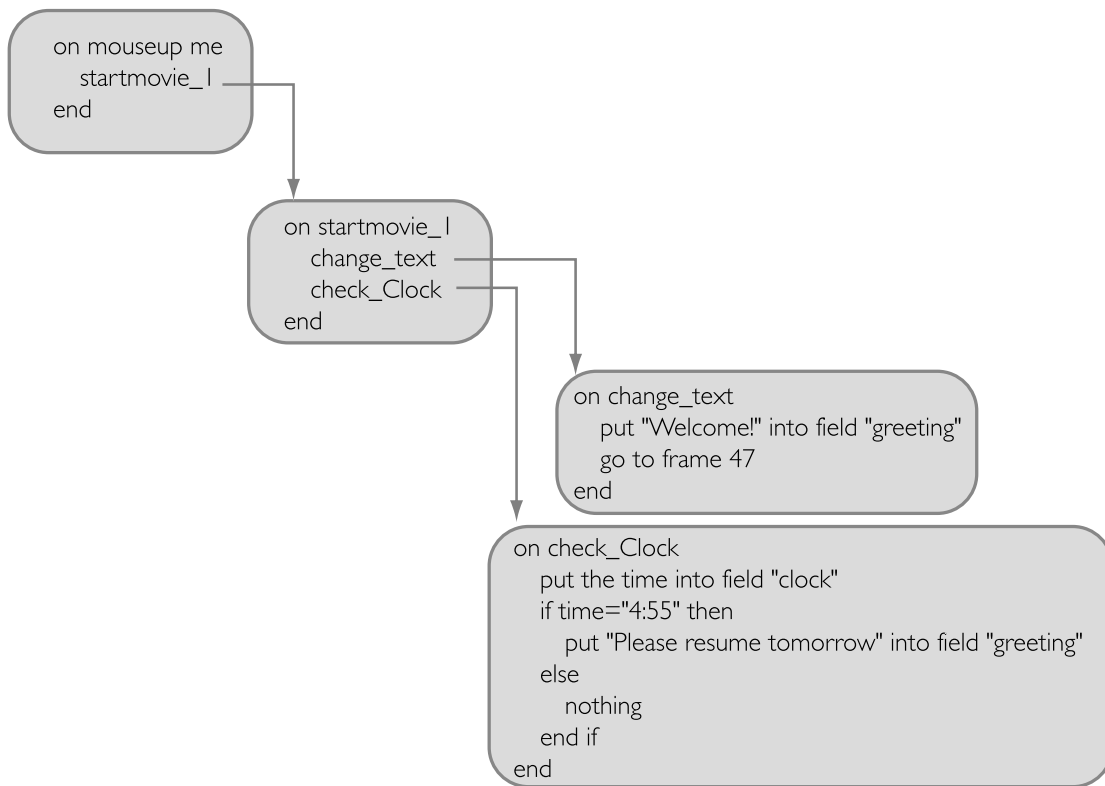 on mouseup me
startmovie_1
end
on startmovie_1
change_text
check_Clock
end
on change_text
put "Welcome!" into field "greeting"
go to frame 47
end
on check_Clock
put the time into field "clock"
if time="4:55" then
put "Please resume tomorrow" into field "greeting"
else
nothing
end if
end